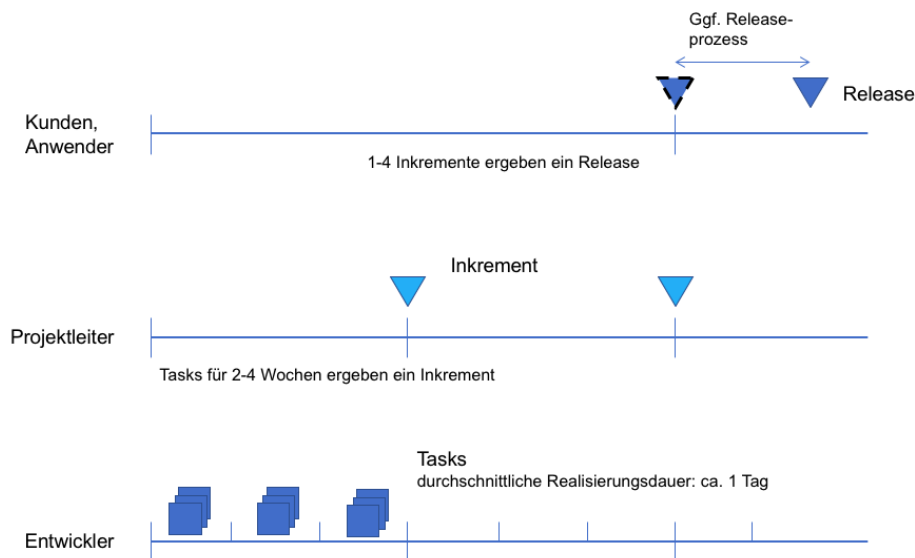 Ggf. Release-
prozess
Release
Kunden,
Anwender
1-4 Inkremente ergeben ein Release
Inkrement
Projektleiter
Tasks für 2-4 Wochen ergeben ein Inkrement
Tasks
durchschnittliche Realisierungsdauer: ca. 1 Tag
Entwickler